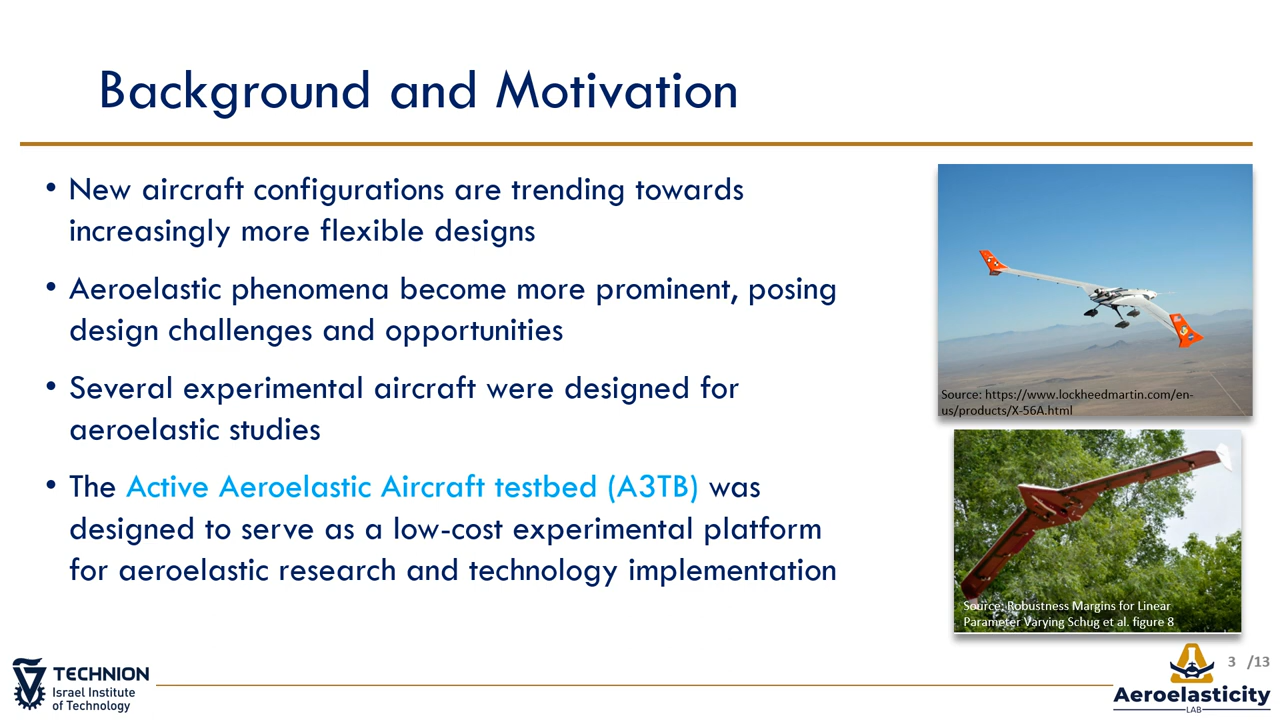 Background and Motivation
• New aircraft configurations are trending towards
increasingly more flexible designs
• Aeroelastic phenomena become more prominent, posing
design challenges and opportunities
• Several experimental aircraft were designed for
aeroelastic studies
• The Active Aeroelastic Aircraft testbed (A3TB) was
designed to serve as a low-cost experimental platform
for aeroelastic research and technology implementation
Source: https://www.lockheedmartin.com/en-
us/products/X-56A.html
Source: Robustness Margins for Linear
Parameter Varying Schug et al. figure 8
TECHNION
Israel Institute
of Technology
3 /13
Aeroelasticity
LAB